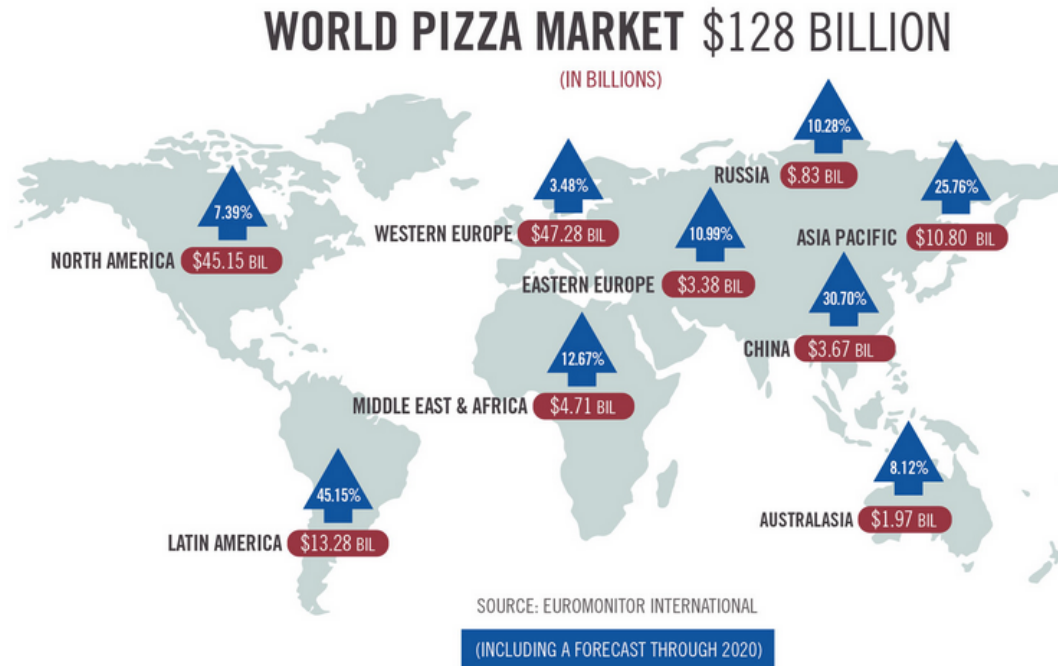 WORLD PIZZA MARKET $128 BILLION
(IN BILLIONS)
10.28%
RUSSIA $.83 BIL
7.39%
NORTH AMERICA $45.15 BIL
3.48%
WESTERN EUROPE $47.28 BIL
25.76%
ASIA PACIFIC $10.80 BIL
10.99%
EASTERN EUROPE $3.38 BIL
30.70%
CHINA $3.67 BIL
12.67%
MIDDLE EAST & AFRICA $4.71 BIL
45.15%
LATIN AMERICA $13.28 BIL
8.12%
AUSTRALASIA $1.97 BIL
SOURCE: EUROMONITOR INTERNATIONAL
(INCLUDING A FORECAST THROUGH 2020)